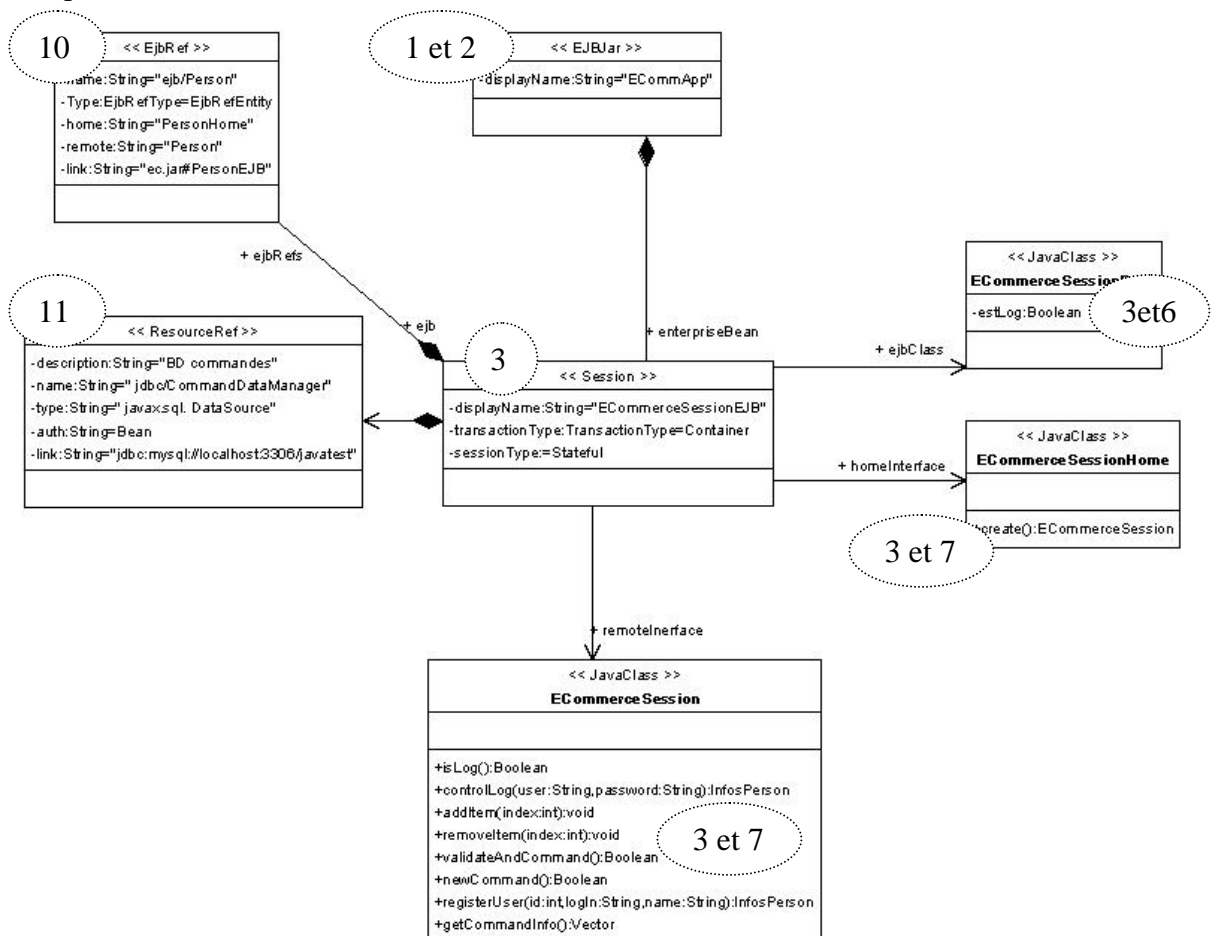 10
<< EjbRef >>
name:String="ejb/Person"
-Type:EjbRefType=EjbRefEntity
-home:String="PersonHome"
-remote:String="Person"
-link:String="ec.jar#PersonEJB"
1 et 2
<< EJBJar >>
-displayName:String="ECommApp"
+ ejbRefs
+ ejb
+ enterpriseBean
11
<< ResourceRef >>
-description:String="BD commandes"
-name:String=" jdbc/CommandDataManager"
-type:String=" javax.sql. DataSource"
-auth:String=Bean
-link:String="jdbc:mysql://localhost:3306/javatest"
3
<< Session >>
-displayName:String="ECommerceSessionEJB"
-transactionType:TransactionType=Container
-sessionType:=Stateful
+ ejbClass
<< JavaClass >>
-estLog:Boolean
3et6
+ homeInterface
<< JavaClass >>
ECommerceSessionHome
+create():ECommerceSession
3 et 7
+ remoteInerface
<< JavaClass >>
ECommerceSession
+isLog():Boolean
+controlLog(user:String,password:String):InfosPerson
+addItem(index:int):void
+removeItem(index:int):void
+validateAndCommand():Boolean
+newCommand():Boolean
+registerUser(id:int,logIn:String,name:String):InfosPerson
+getCommandInfo():Vector
3 et 7